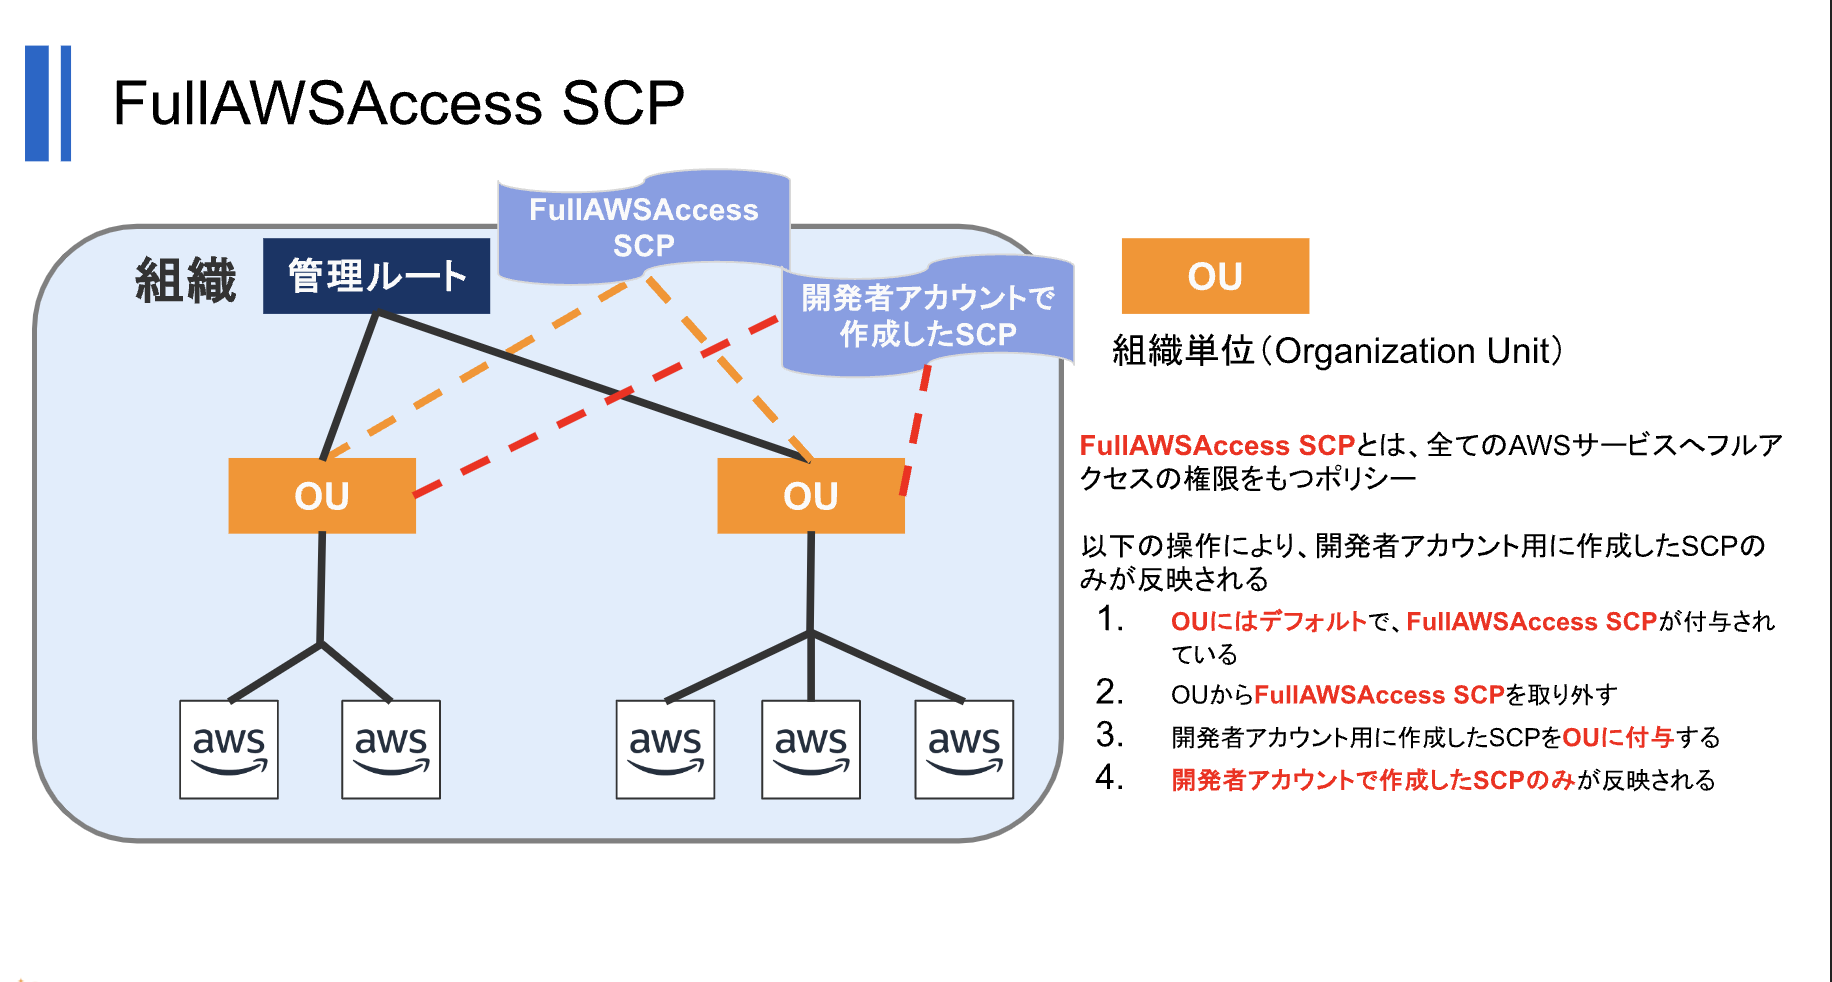 FullAWSAccess SCP
FullAWSAccess
SCP
組織
管理ルート
開発者アカウントで
作成したSCP
OU
OU
aws
aws
aws
aws
aws
OU
組織単位（Organization Unit）
FullAWSAccess SCPとは、全てのAWSサービスへフルア
クセスの権限をもつポリシー
以下の操作により、開発者アカウント用に作成したSCPの
みが反映される
1. OUにはデフォルトで、FullAWSAccess SCPが付与され
ている
2. OUからFullAWSAccess SCPを取り外す
3. 開発者アカウント用に作成したSCPをOUに付与する
4. 開発者アカウントで作成したSCPのみが反映される